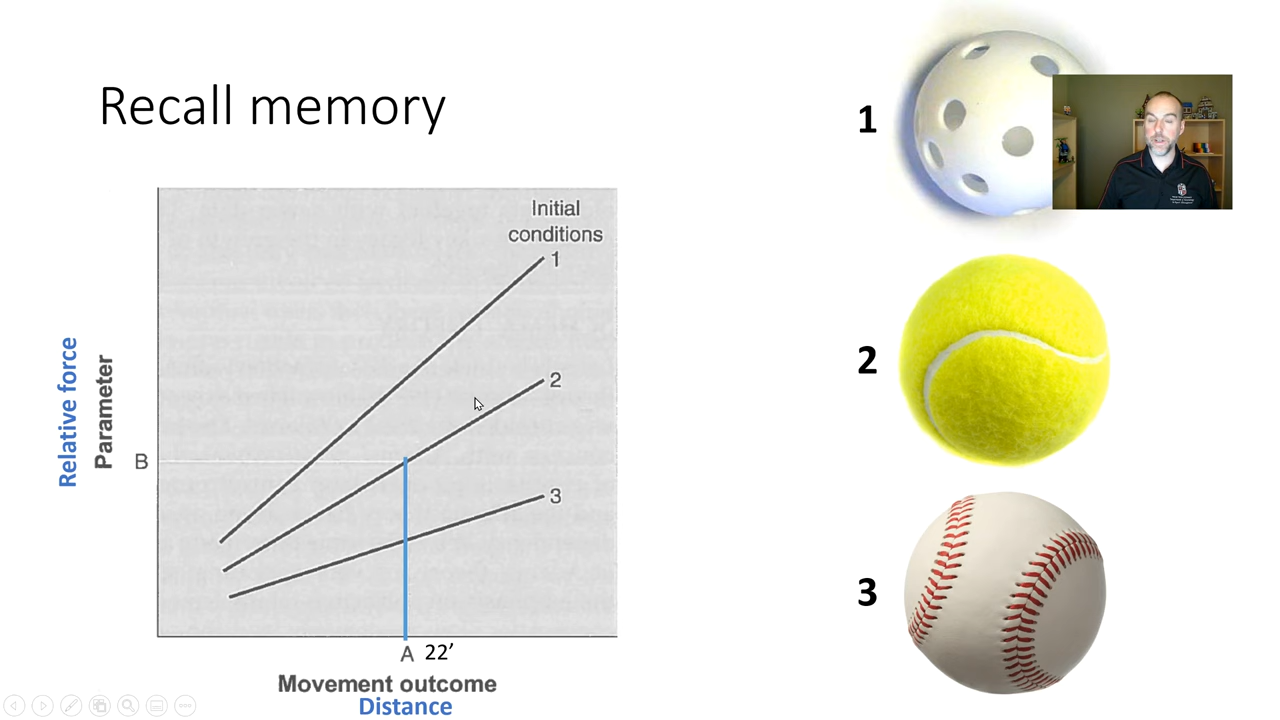 Recall memory
Initial
conditions
1
2
3
Relative force
Parameter
B
A 22’
Movement outcome
Distance
1
2
3